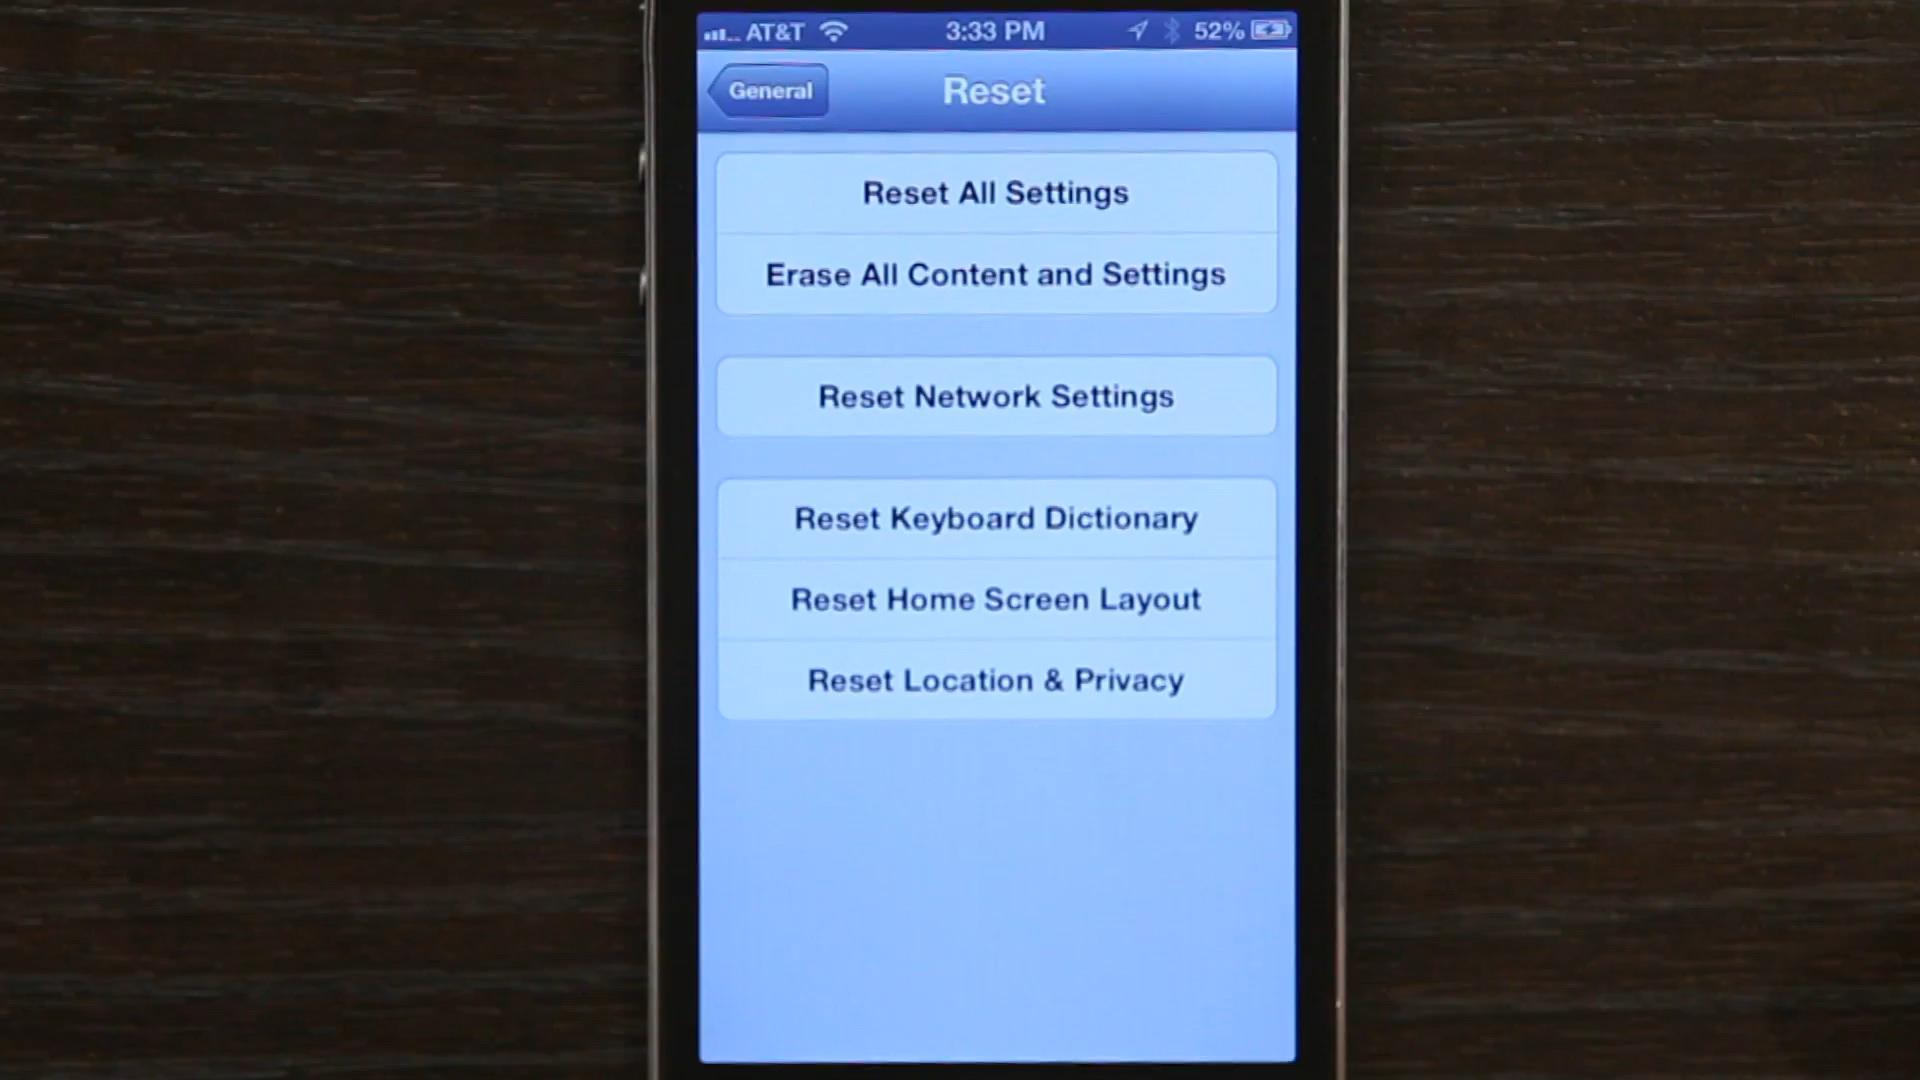 AT&T 3:33 PM 52%
General Reset
Reset All Settings
Erase All Content and Settings
Reset Network Settings
Reset Keyboard Dictionary
Reset Home Screen Layout
Reset Location & Privacy